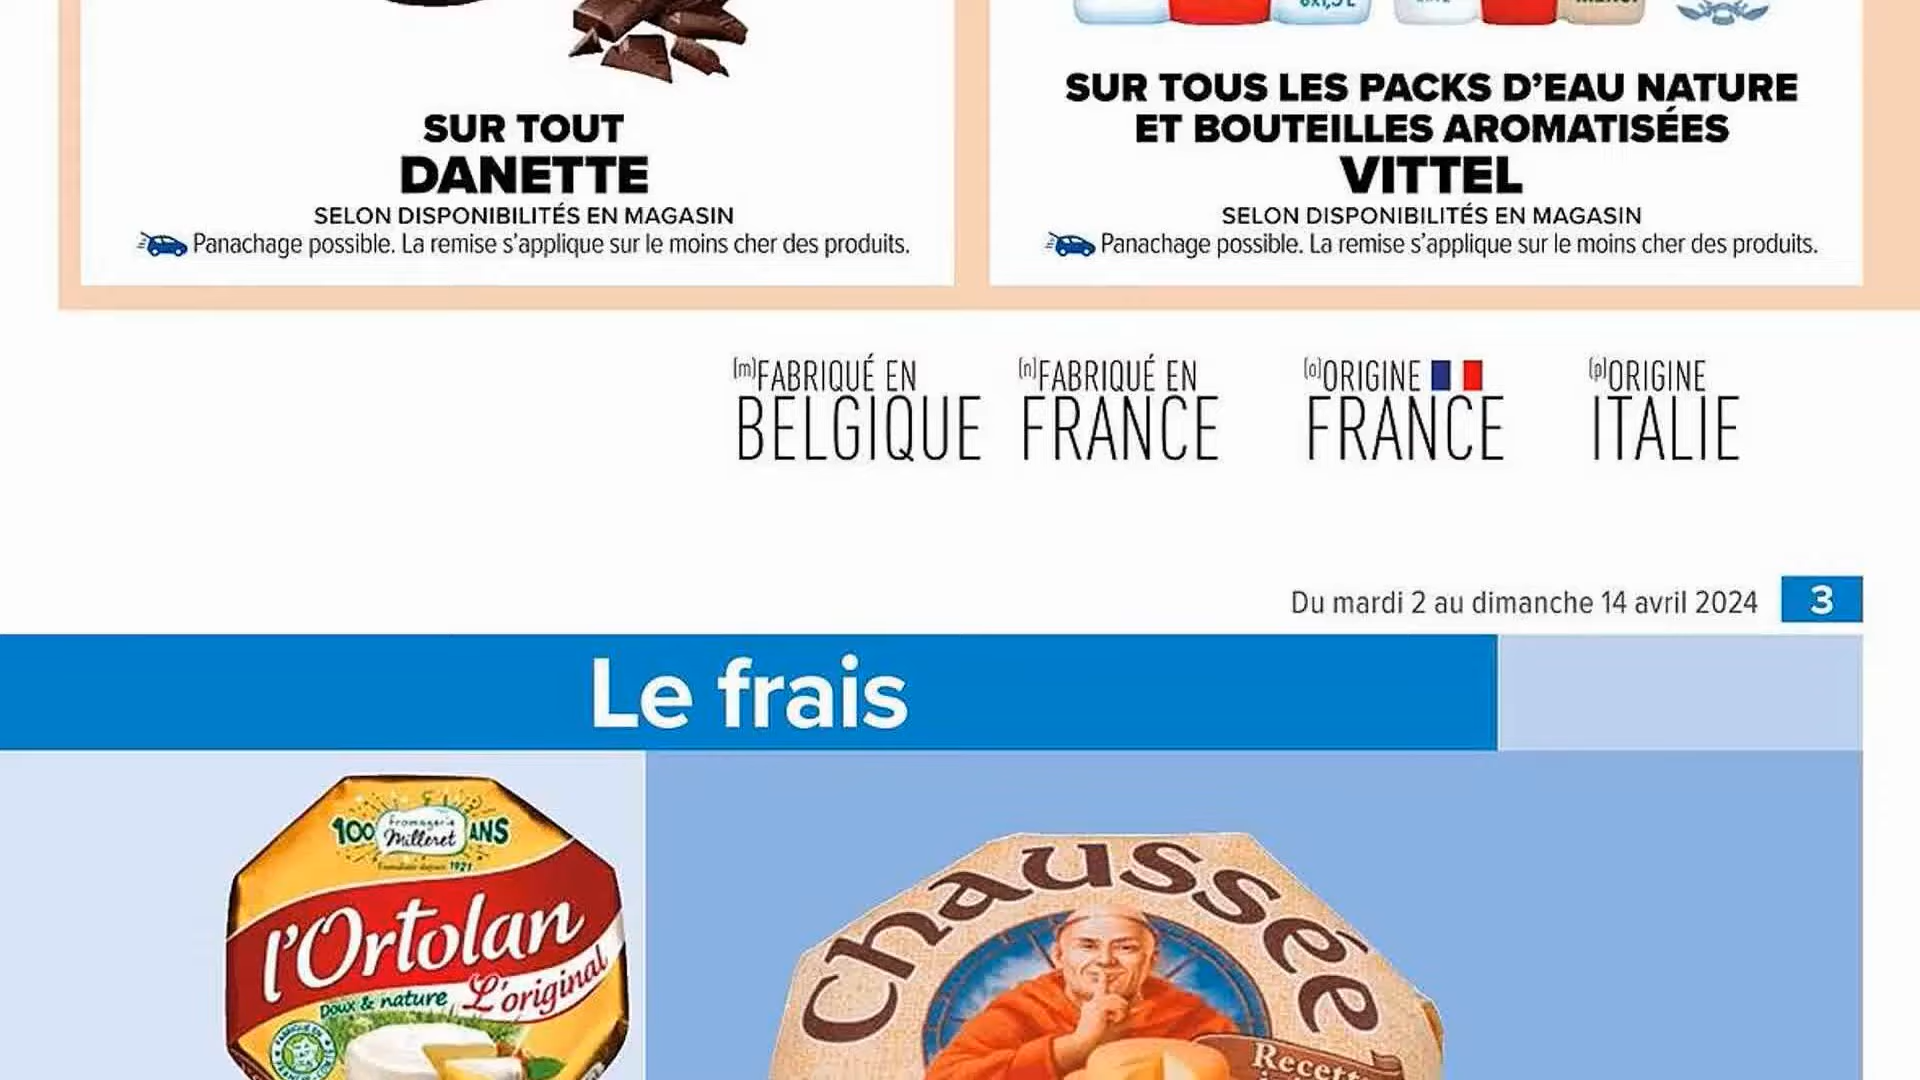 6x1,5L
SUR TOUT
DANETTE
SELON DISPONIBILITÉS EN MAGASIN
Panachage possible. La remise s'applique sur le moins cher des produits.
SUR TOUS LES PACKS D'EAU NATURE
ET BOUTEILLES AROMATISÉES
VITTEL
SELON DISPONIBILITÉS EN MAGASIN
Panachage possible. La remise s'applique sur le moins cher des produits.
(m)FABRIQUÉ EN
BELGIQUE
(n)FABRIQUÉ EN
FRANCE
(o)ORIGINE
FRANCE
(p)ORIGINE
ITALIE
Du mardi 2 au dimanche 14 avril 2024
3
Le frais
100 ANS
fromagerie
Milleret
l'Ortolan
L'original
Doux & nature
Chaussée